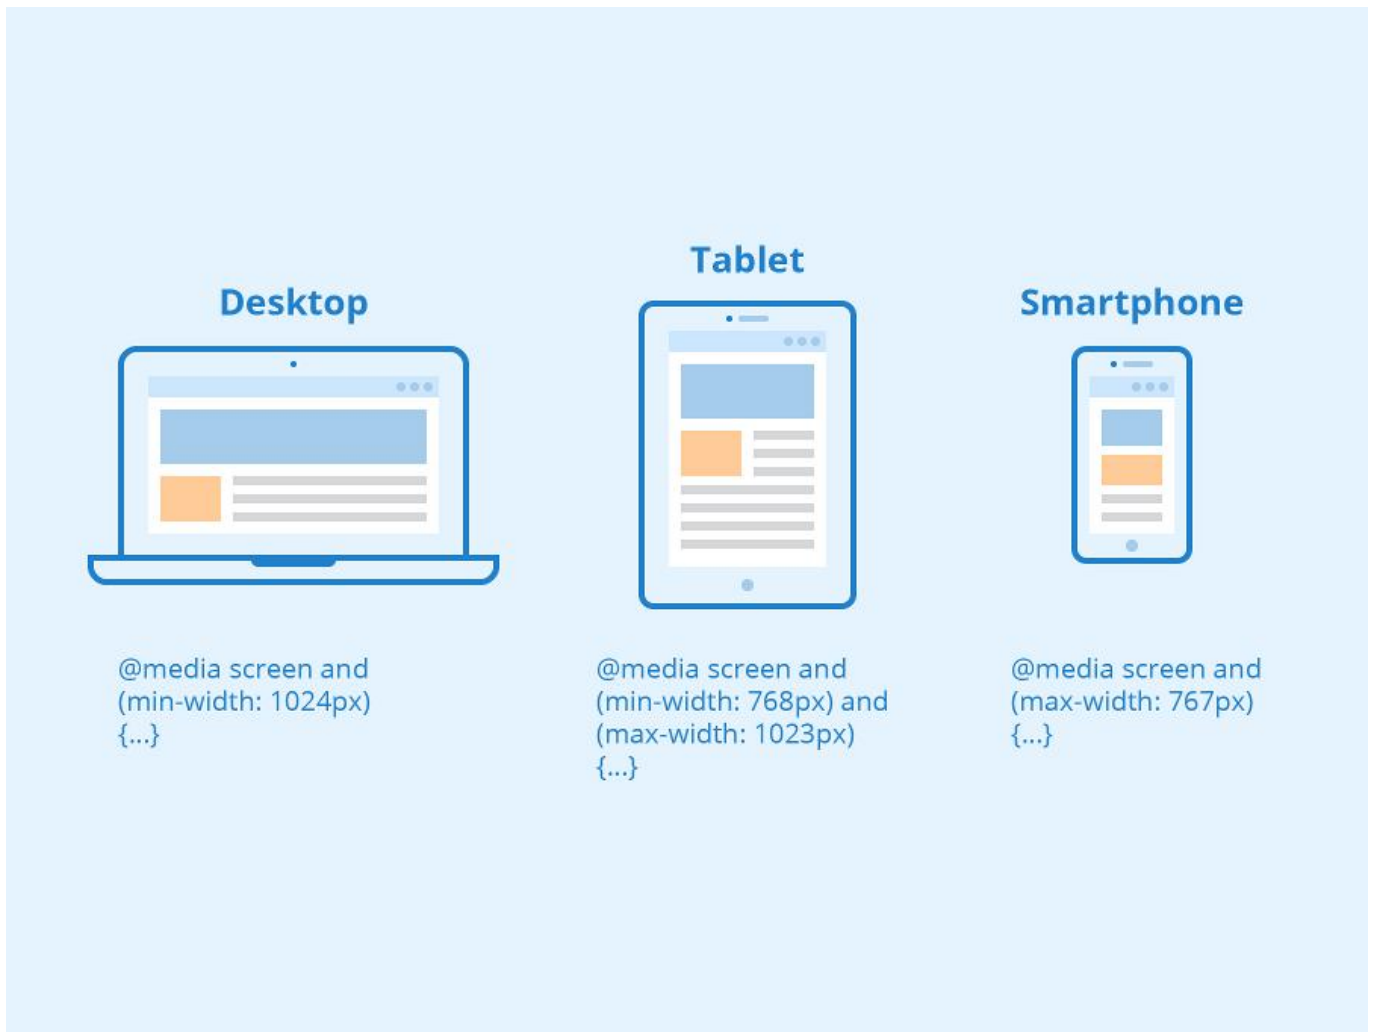 Desktop
@media screen and
(min-width: 1024px)
{...}
Tablet
@media screen and
(min-width: 768px) and
(max-width: 1023px)
{...}
Smartphone
@media screen and
(max-width: 767px)
{...}